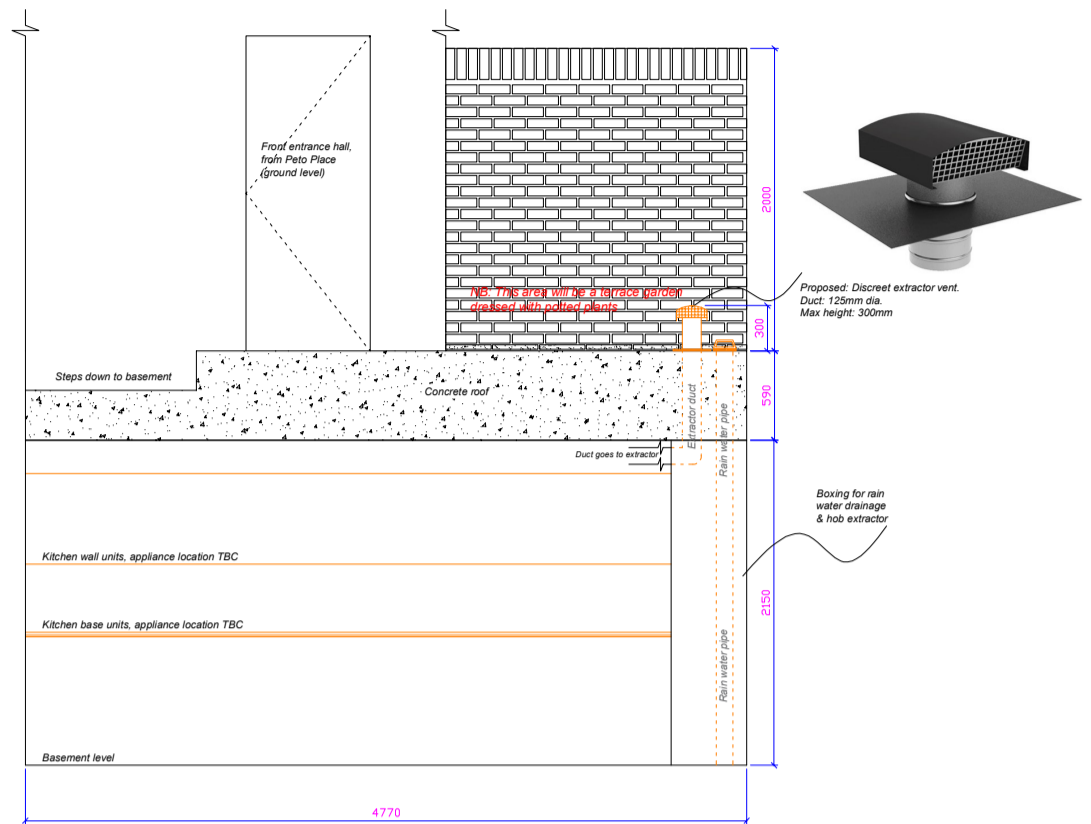 Front entrance hall,
from Peto Place
(ground level)
2000
NB: This area will be a terrace garden
dressed with potted plants
Proposed: Discreet extractor vent.
Duct: 125mm dia.
Max height: 300mm
300
Steps down to basement
Concrete roof
590
Extractor duct
Rain water pipe
Duct goes to extractor
Boxing for rain
water drainage
& hob extractor
Kitchen wall units, appliance location TBC
2150
Kitchen base units, appliance location TBC
Rain water pipe
Basement level
4770